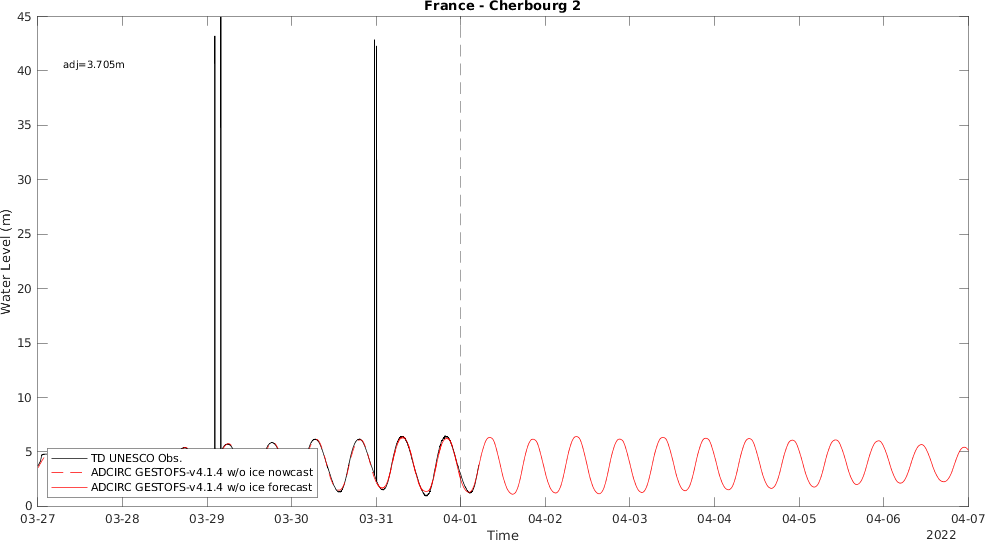 France - Cherbourg 2
45
adj=3.705m
40
35
30
25
20
15
10
5
0
Water Level (m)
TD UNESCO Obs.
ADCIRC GESTOFS-v4.1.4 w/o ice nowcast
ADCIRC GESTOFS-v4.1.4 w/o ice forecast
03-27 03-28 03-29 03-30 03-31 04-01 04-02 04-03 04-04 04-05 04-06 04-07
Time
2022